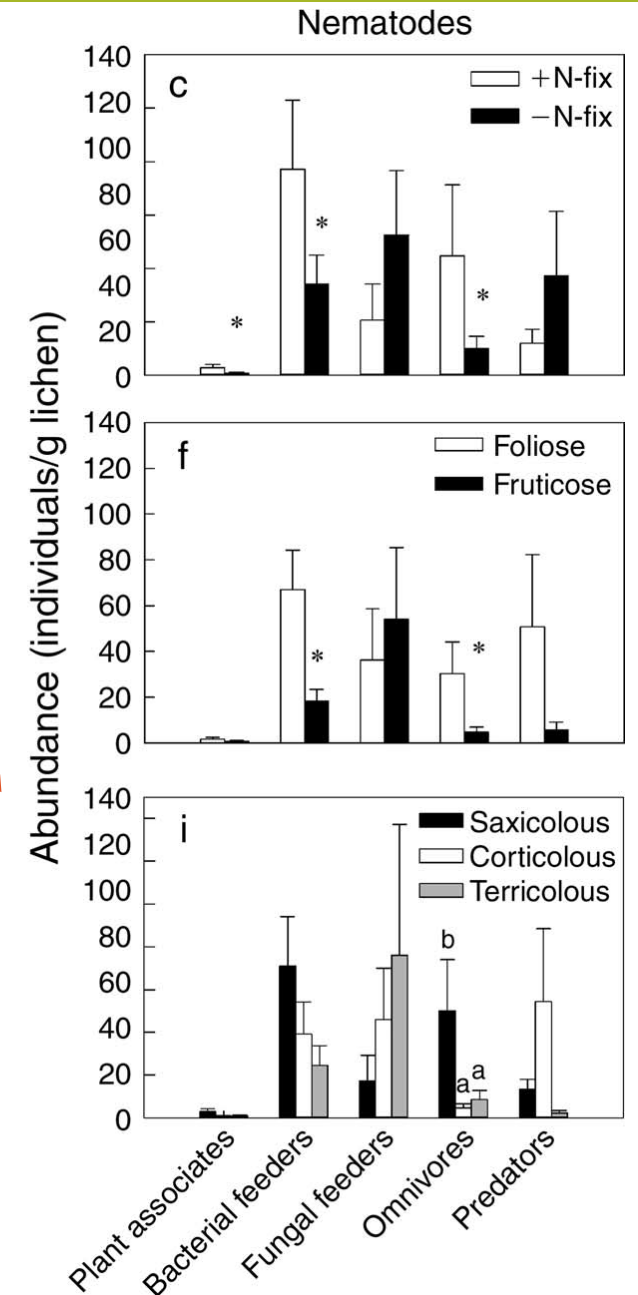 Nematodes
Abundance (individuals/g lichen)
c
+N-fix
−N-fix
140
120
100
80
60
40
20
0
*
*
*
f
Foliose
Fruticose
140
120
100
80
60
40
20
0
*
*
i
Saxicolous
Corticolous
Terricolous
140
120
100
80
60
40
20
0
b
a
a
Plant associates
Bacterial feeders
Fungal feeders
Omnivores
Predators